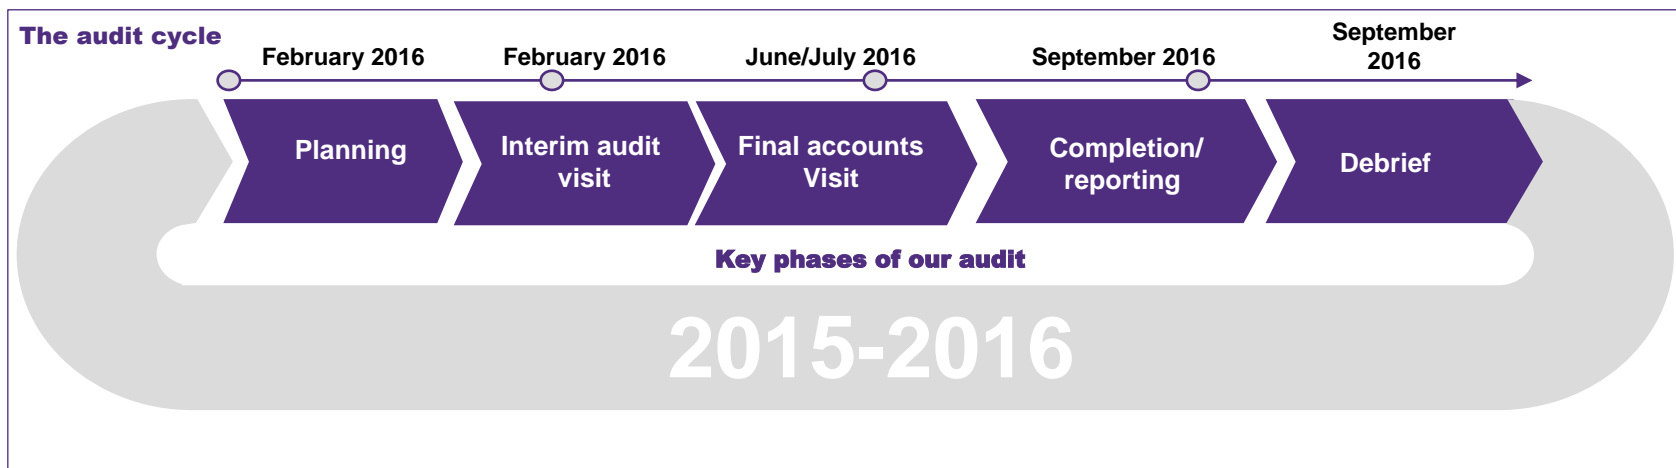 The audit cycle
February 2016
February 2016
June/July 2016
September 2016
September
2016
Planning
Interim audit
visit
Final accounts
Visit
Completion/
reporting
Debrief
Key phases of our audit
2015-2016